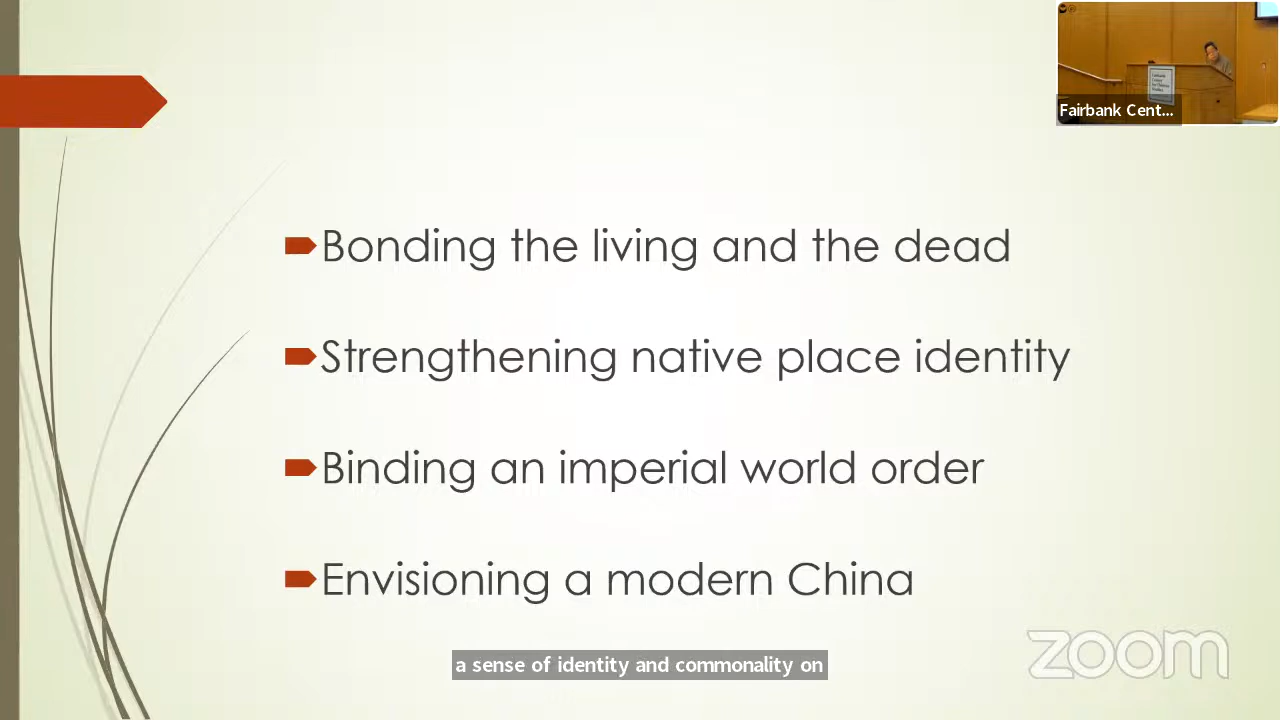 Fairbank Cent...
Bonding the living and the dead
Strengthening native place identity
Binding an imperial world order
Envisioning a modern China
a sense of identity and commonality on
zoom